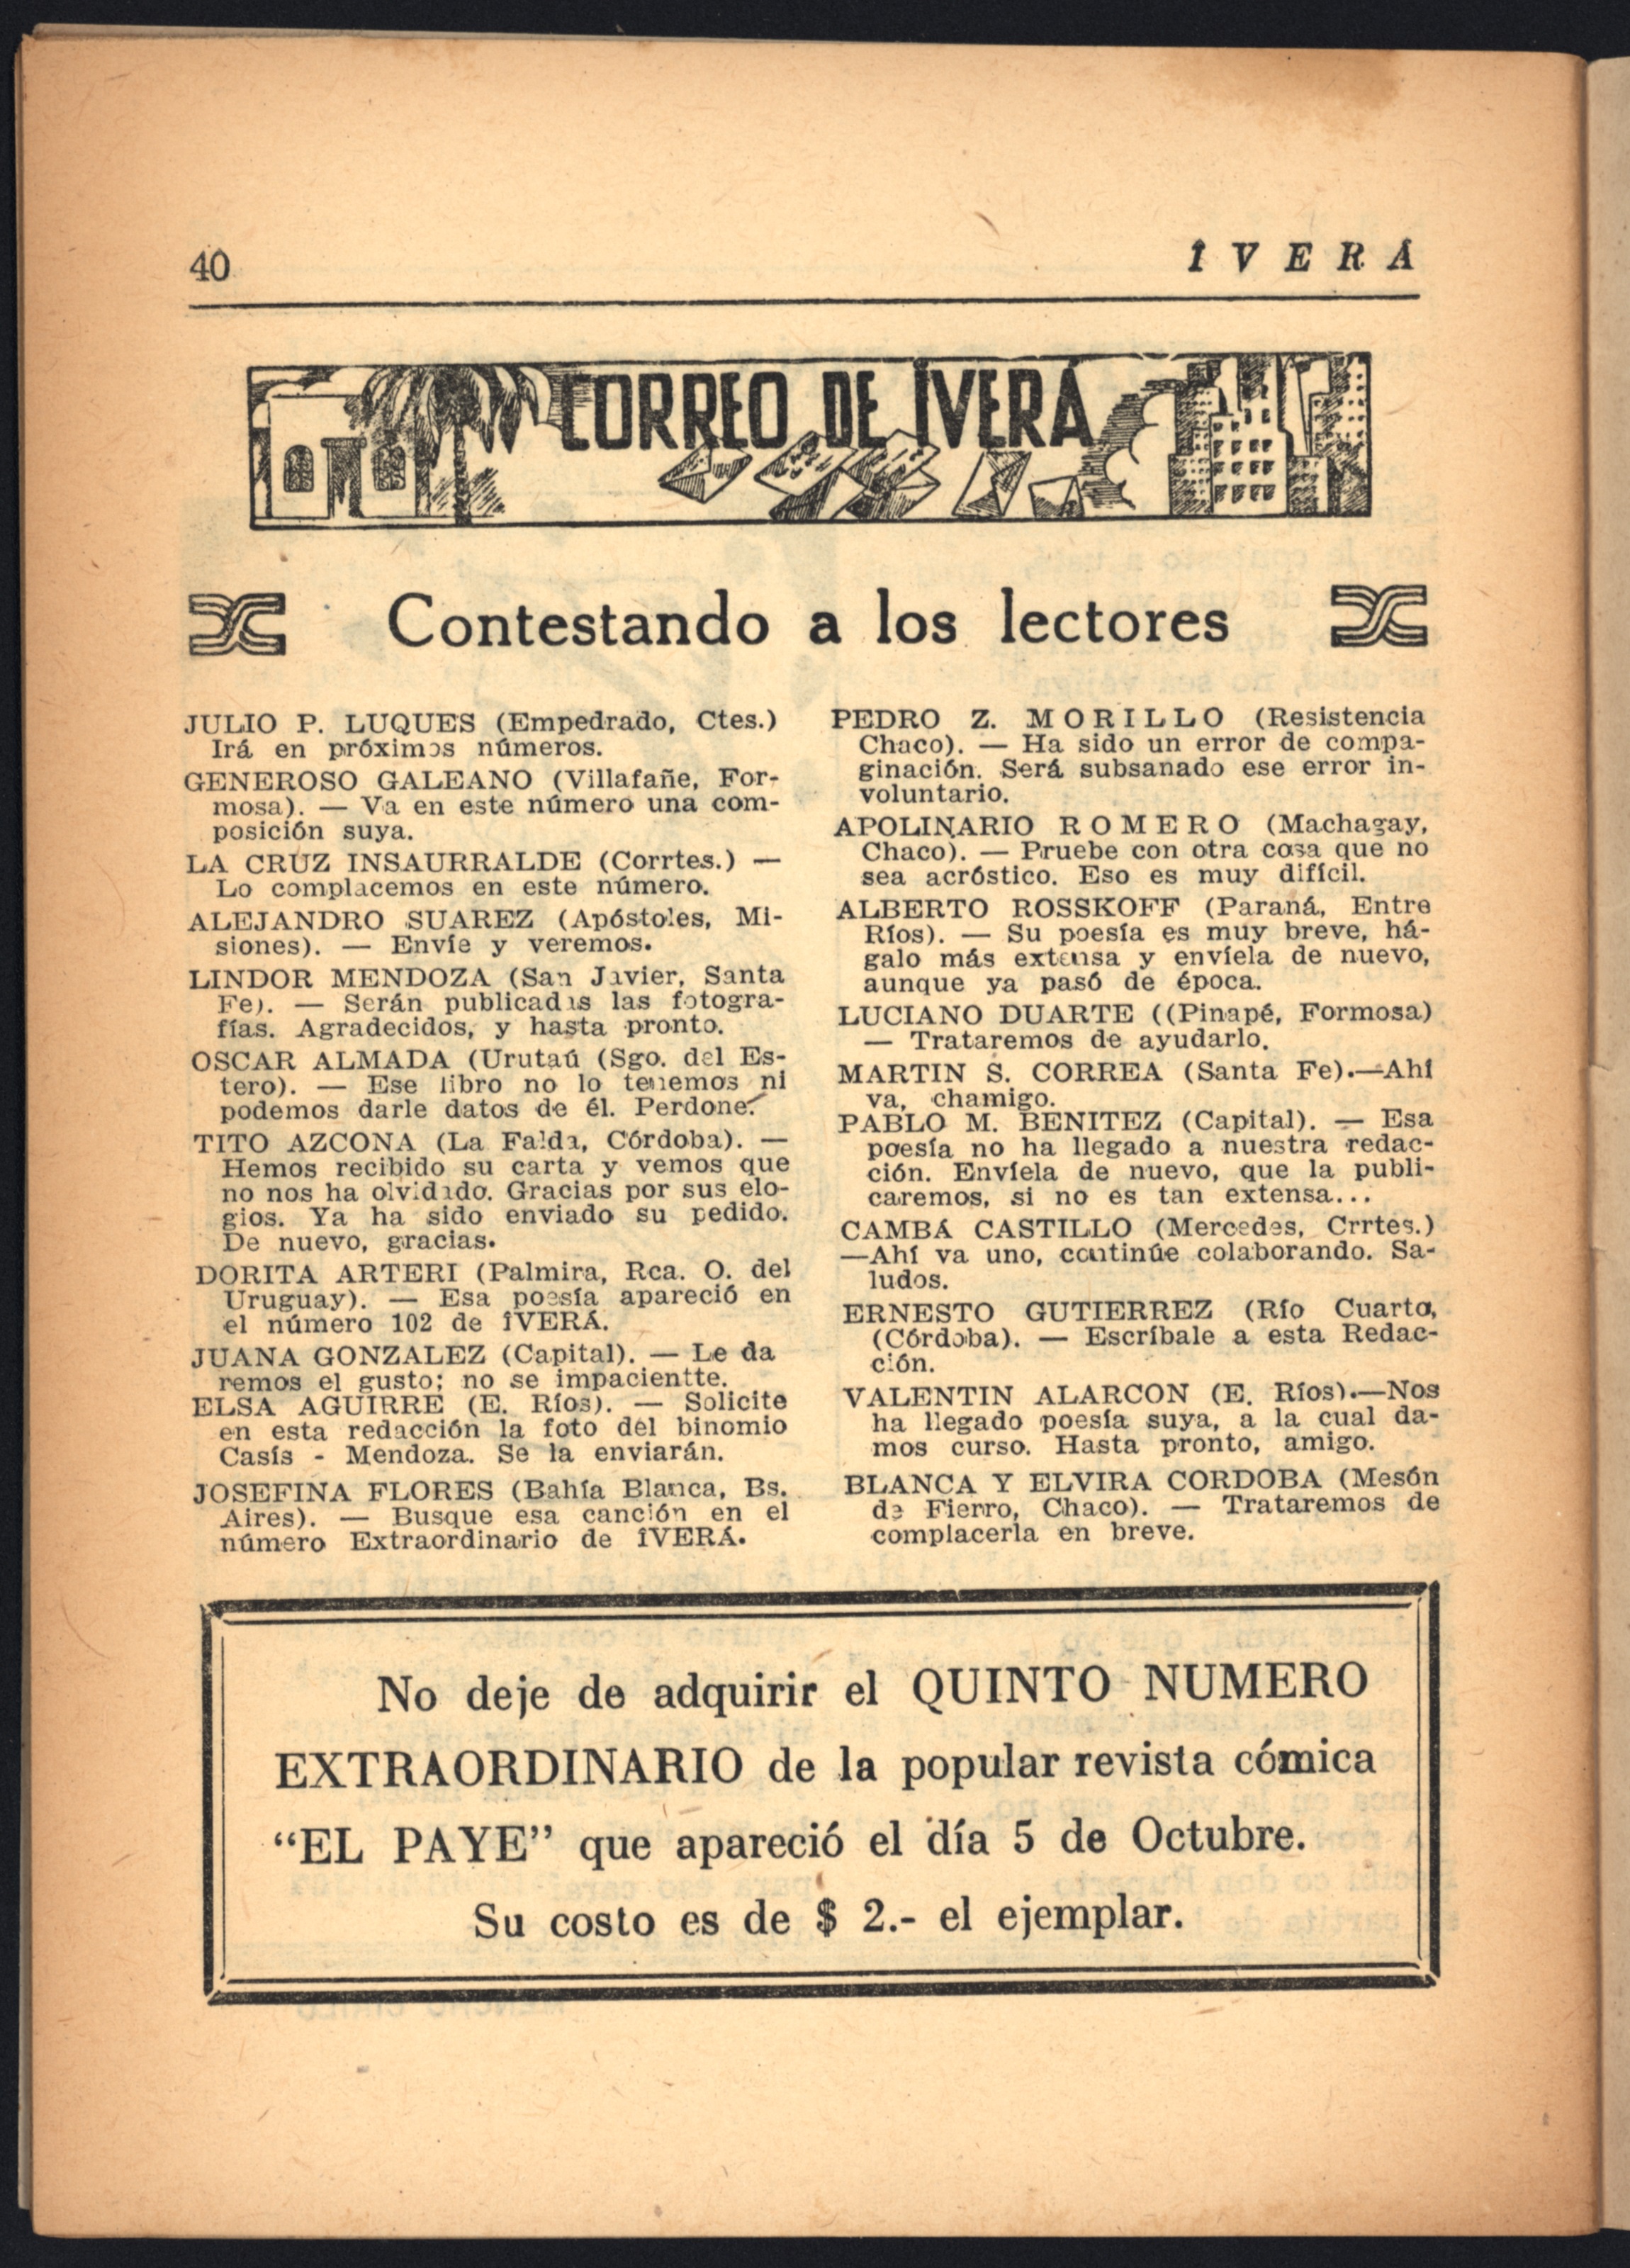 40
ÎVERÁ
CORREO DE ÎVERÁ
Contestando a los lectores
JULIO P. LUQUES (Empedrado, Ctes.)
Irá en próximos números.
GENEROSO GALEANO (Villafañe, For-
mosa). — Va en este número una com-
posición suya.
LA CRUZ INSAURRALDE (Corrtes.) —
Lo complacemos en este número.
ALEJANDRO SUAREZ (Apóstoles, Mi-
siones). — Envíe y veremos.
LINDOR MENDOZA (San Javier, Santa
Fe). — Serán publicadas las fotogra-
fías. Agradecidos, y hasta pronto.
OSCAR ALMADA (Urutaú (Sgo. del Es-
tero). — Ese libro no lo tenemos ni
podemos darle datos de él. Perdone.
TITO AZCONA (La Falda, Córdoba). —
Hemos recibido su carta y vemos que
no nos ha olvidado. Gracias por sus elo-
gios. Ya ha sido enviado su pedido.
De nuevo, gracias.
DORITA ARTERI (Palmira, Rca. O. del
Uruguay). — Esa poesía apareció en
el número 102 de ÎVERÁ.
JUANA GONZALEZ (Capital). — Le da
remos el gusto; no se impacientte.
ELSA AGUIRRE (E. Ríos). — Solicite
en esta redacción la foto del binomio
Casís - Mendoza. Se la enviarán.
JOSEFINA FLORES (Bahía Blanca, Bs.
Aires). — Busque esa canción en el
número Extraordinario de ÎVERÁ.
PEDRO Z. MORILLO (Resistencia
Chaco). — Ha sido un error de compa-
ginación. Será subsanado ese error in-
voluntario.
APOLINARIO ROMERO (Machagay,
Chaco). — Pruebe con otra cosa que no
sea acróstico. Eso es muy difícil.
ALBERTO ROSSKOFF (Paraná, Entre
Ríos). — Su poesía es muy breve, há-
galo más extensa y envíela de nuevo,
aunque ya pasó de época.
LUCIANO DUARTE ((Pinapé, Formosa)
— Trataremos de ayudarlo.
MARTIN S. CORREA (Santa Fe).—Ahí
va, chamigo.
PABLO M. BENITEZ (Capital). — Esa
poesía no ha llegado a nuestra redac-
ción. Envíela de nuevo, que la publi-
caremos, si no es tan extensa...
CAMBÁ CASTILLO (Mercedes, Crrtes.)
—Ahí va uno, continúe colaborando. Sa-
ludos.
ERNESTO GUTIERREZ (Río Cuarto,
(Córdoba). — Escríbale a esta Redac-
ción.
VALENTIN ALARCON (E. Ríos).—Nos
ha llegado poesía suya, a la cual da-
mos curso. Hasta pronto, amigo.
BLANCA Y ELVIRA CORDOBA (Mesón
de Fierro, Chaco). — Trataremos de
complacerla en breve.
No deje de adquirir el QUINTO NUMERO
EXTRAORDINARIO de la popular revista cómica
“EL PAYE” que apareció el día 5 de Octubre.
Su costo es de $ 2.- el ejemplar.